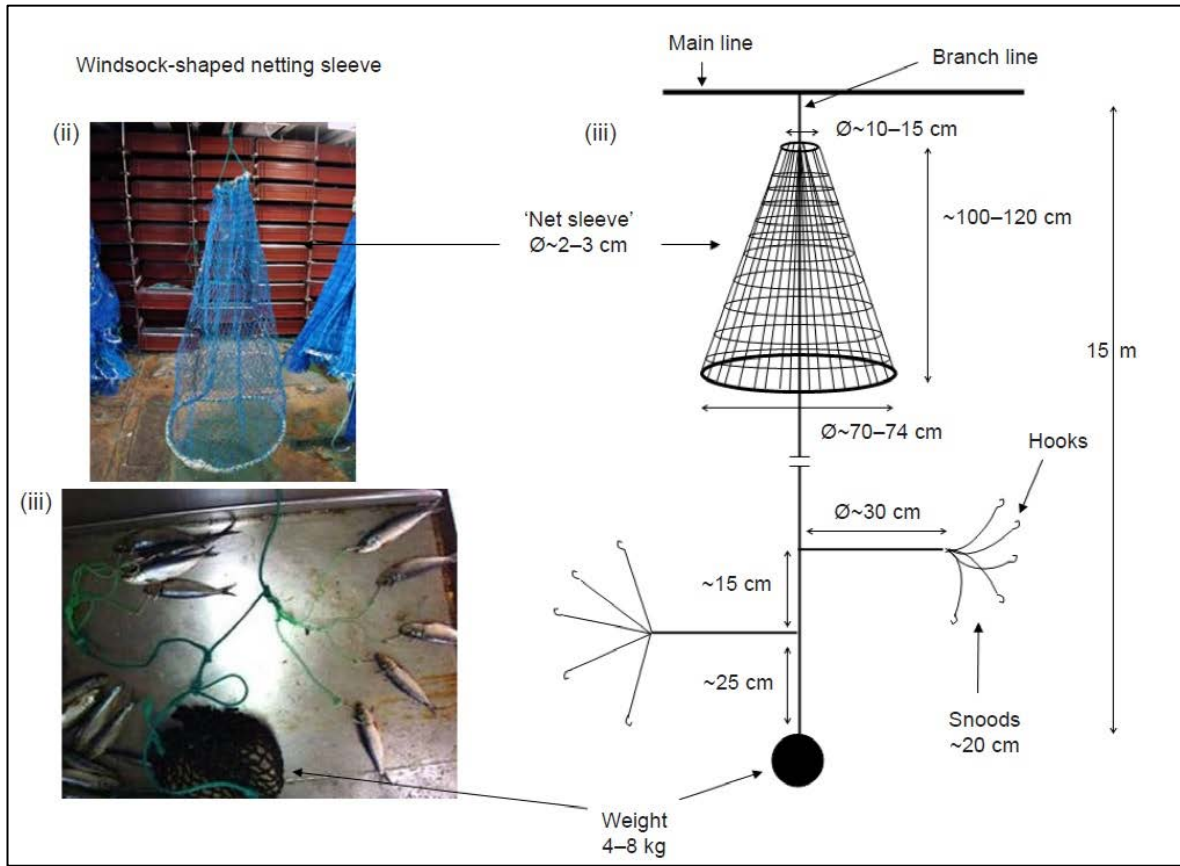 Windsock-shaped netting sleeve
Main line
Branch line
(ii)
(iii)
Ø~10–15 cm
'Net sleeve'
Ø~2–3 cm
~100–120 cm
15 m
Ø~70–74 cm
Hooks
(iii)
Ø~30 cm
~15 cm
~25 cm
Snoods
~20 cm
Weight
4–8 kg